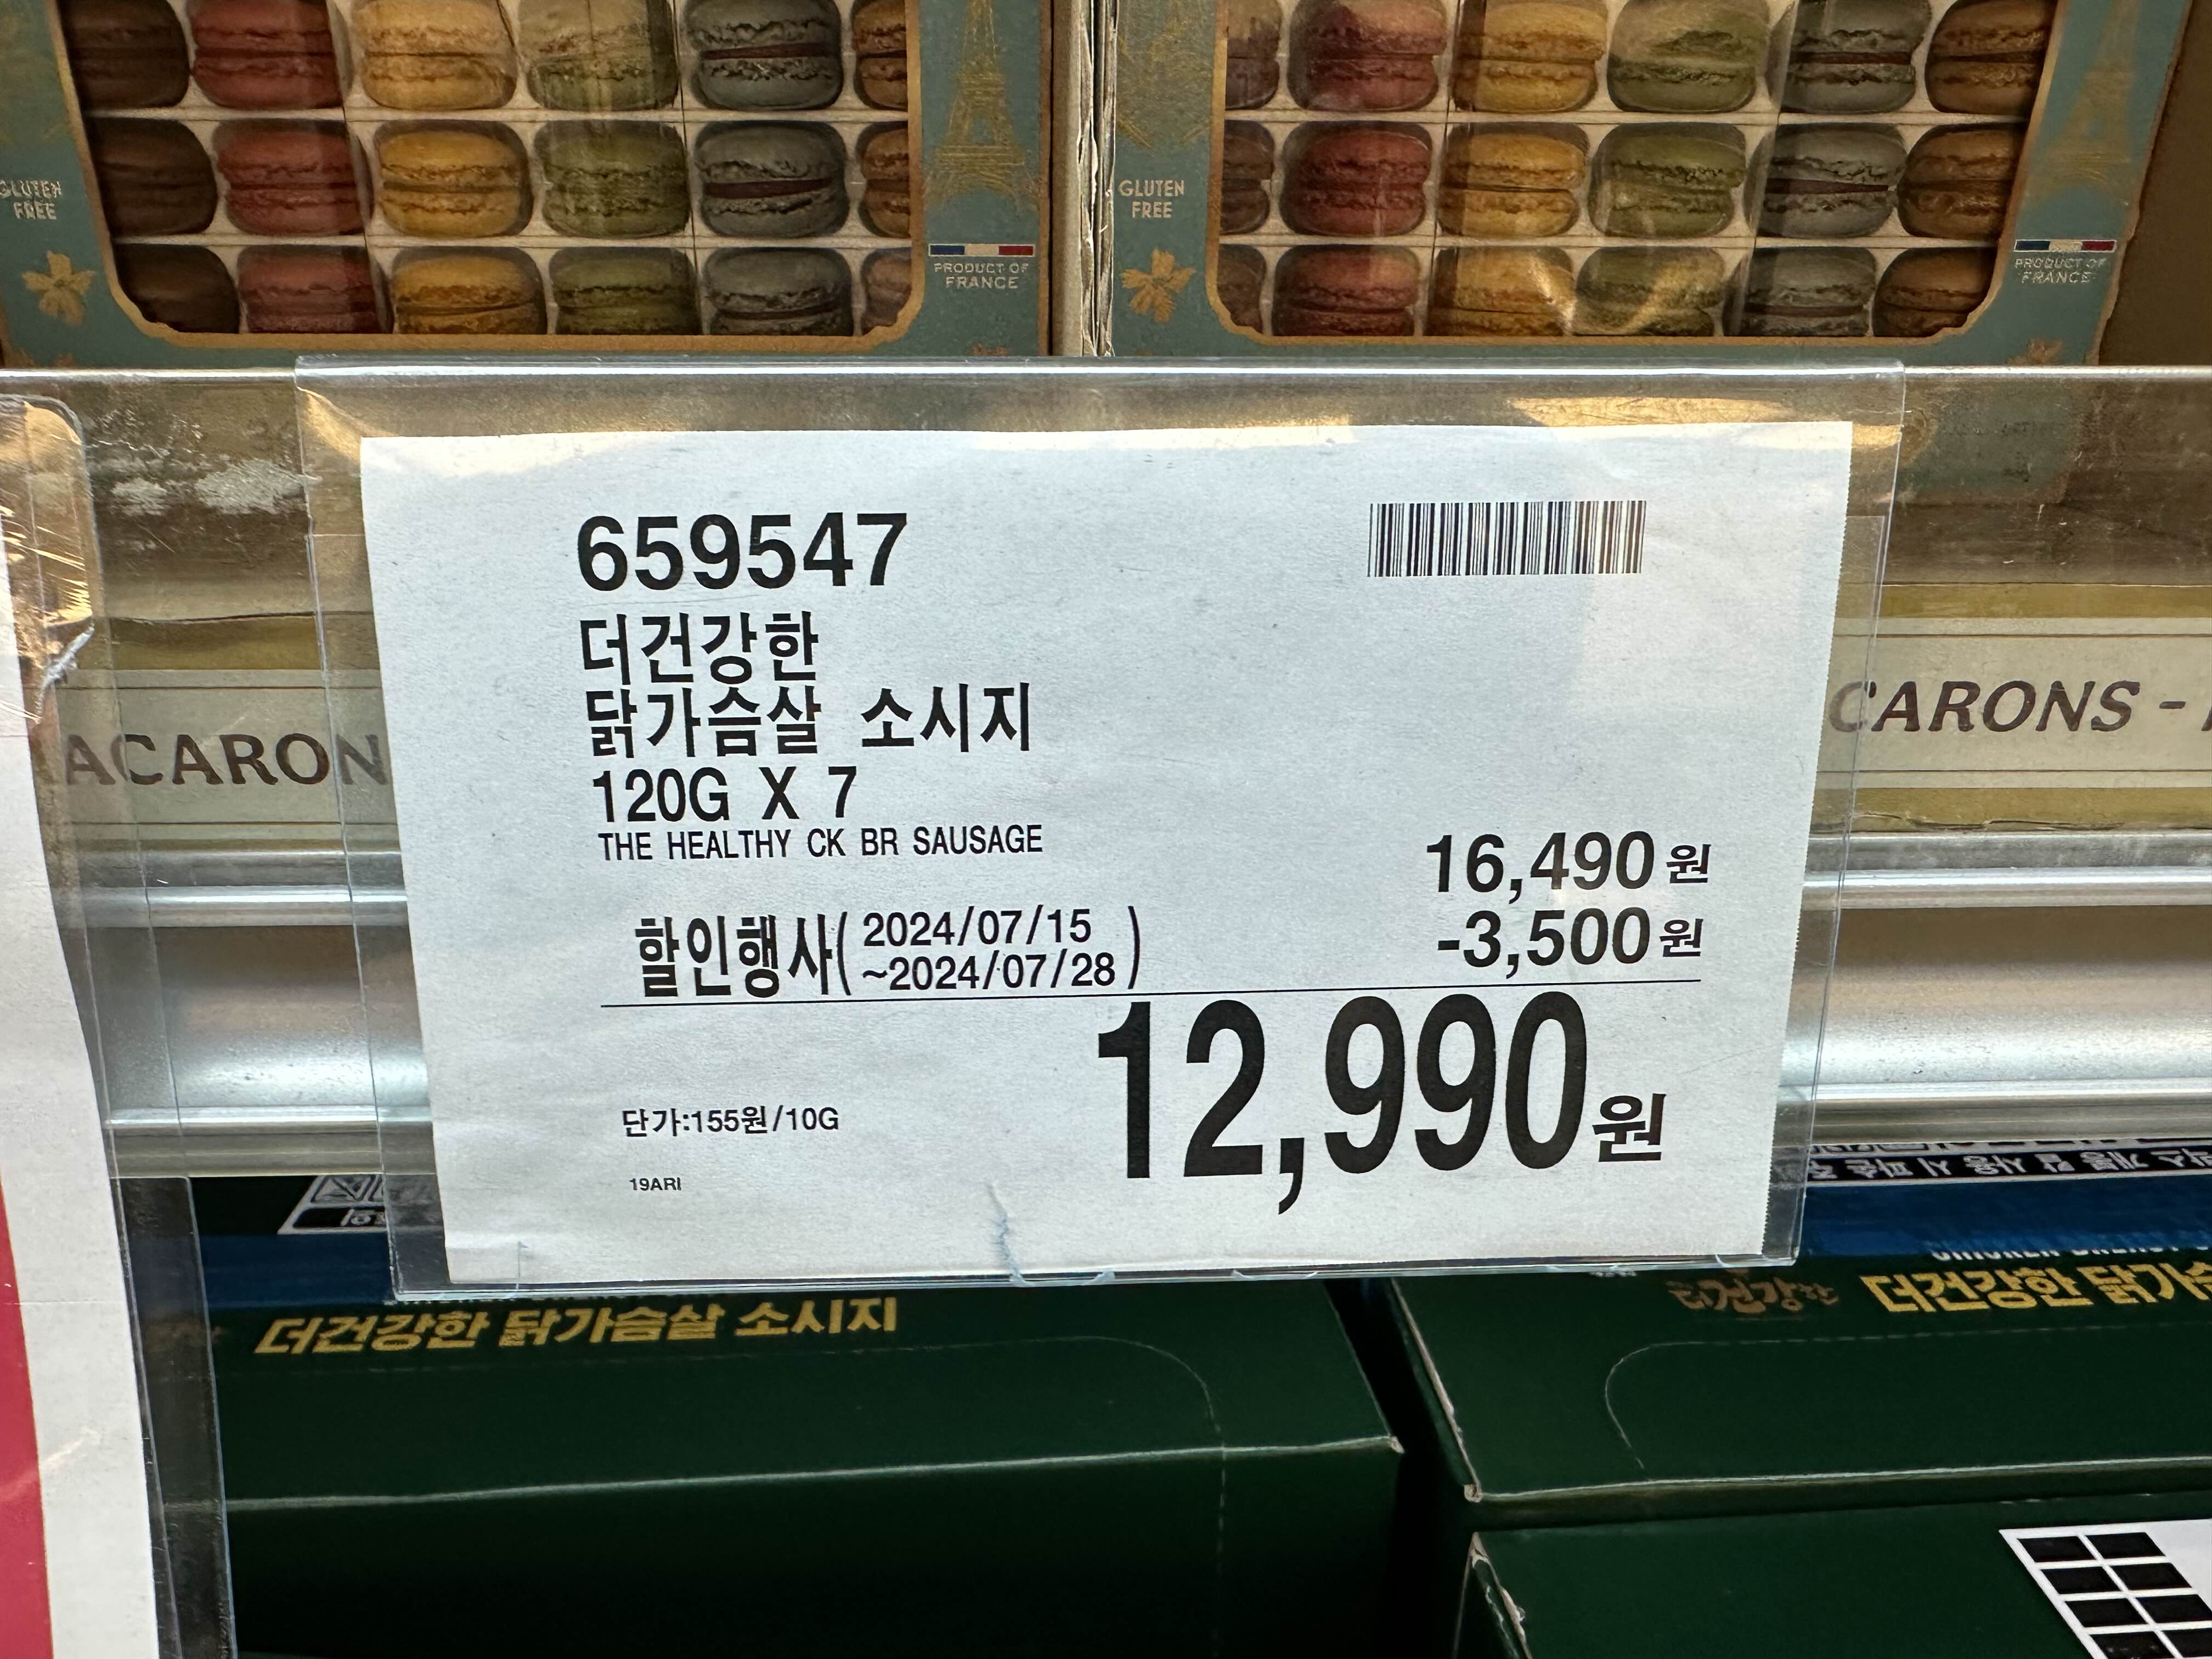 GLUTEN
FREE
PRODUCT OF
FRANCE
GLUTEN
FREE
PRODUCT OF
FRANCE
659547
더건강한
닭가슴살 소시지
120G X 7
THE HEALTHY CK BR SAUSAGE
16,490원
할인행사( 2024/07/15
~2024/07/28 )
-3,500원
12,990원
단가:155원/10G
19ARI
ACARON
CARONS -
더건강한 닭가슴살 소시지
더건강한
더건강한 닭가